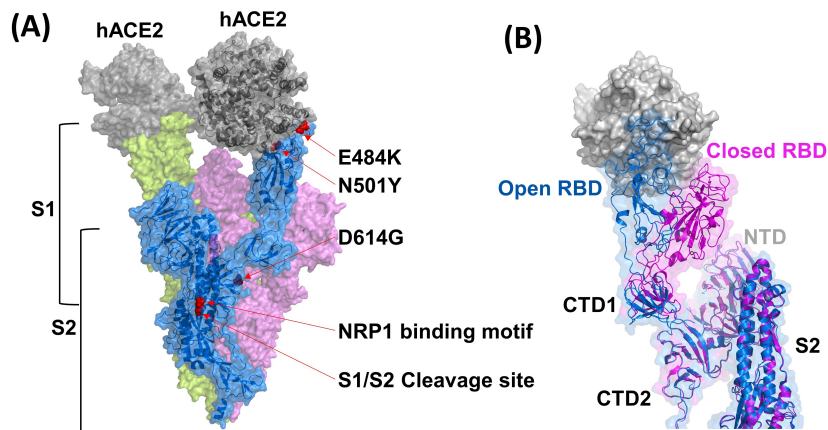 (A)
hACE2
hACE2
E484K
N501Y
S1
D614G
S2
NRP1 binding motif
S1/S2 Cleavage site
(B)
Closed RBD
Open RBD
NTD
CTD1
S2
CTD2